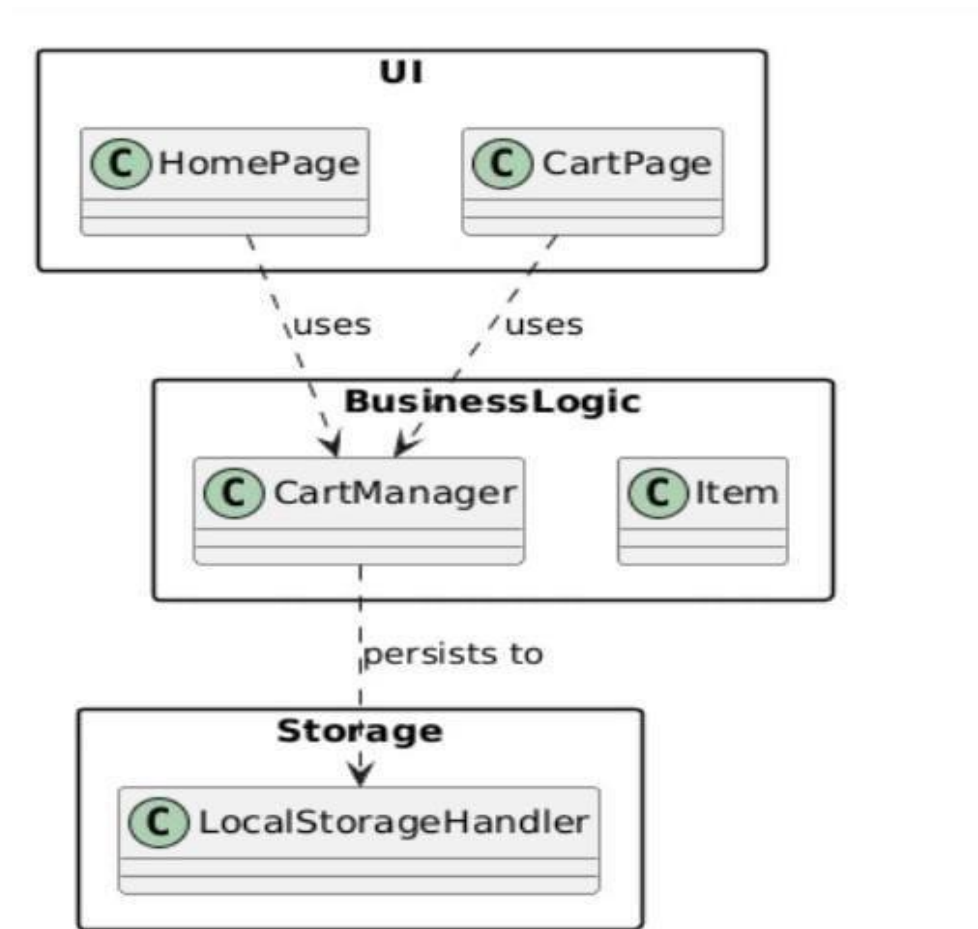 UI
C HomePage
C CartPage
uses
uses
BusinessLogic
C CartManager
C Item
persists to
Storage
C LocalStorageHandler